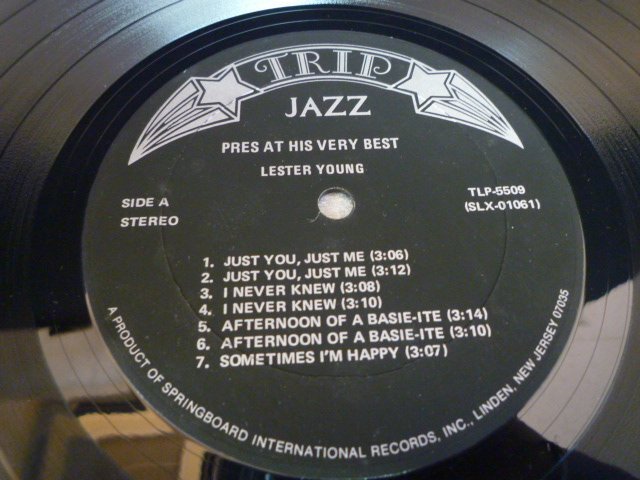 TRIP
JAZZ
PRES AT HIS VERY BEST
LESTER YOUNG
SIDE A
STEREO
TLP-5509
(SLX-01061)
1. JUST YOU, JUST ME (3:06)
2. JUST YOU, JUST ME (3:12)
3. I NEVER KNEW (3:08)
4. I NEVER KNEW (3:10)
5. AFTERNOON OF A BASIE-ITE (3:14)
6. AFTERNOON OF A BASIE-ITE (3:10)
7. SOMETIMES I'M HAPPY (3:07)
A PRODUCT OF SPRINGBOARD INTERNATIONAL RECORDS, INC., LINDEN, NEW JERSEY 07035